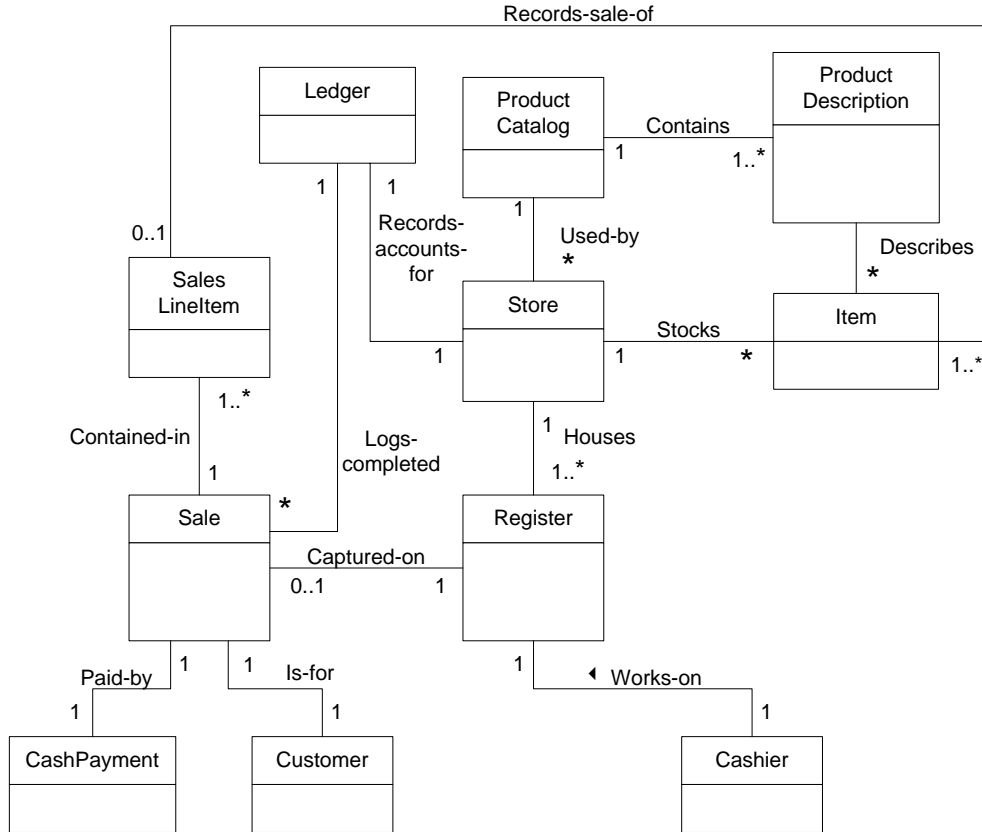 Records-sale-of
Ledger
Product
Catalog
Product
Description
Contains
1
1..*
1
1
1
0..1
Records-
accounts-
for
Used-by
*
Describes
*
Sales
LineItem
Store
Item
Stocks
1
1
*
1..*
1..*
Contained-in
1
Logs-
completed
1
Houses
1..*
Sale
*
Register
Captured-on
0..1
1
Paid-by
1
1
Is-for
1
Works-on
1
1
1
CashPayment
Customer
Cashier